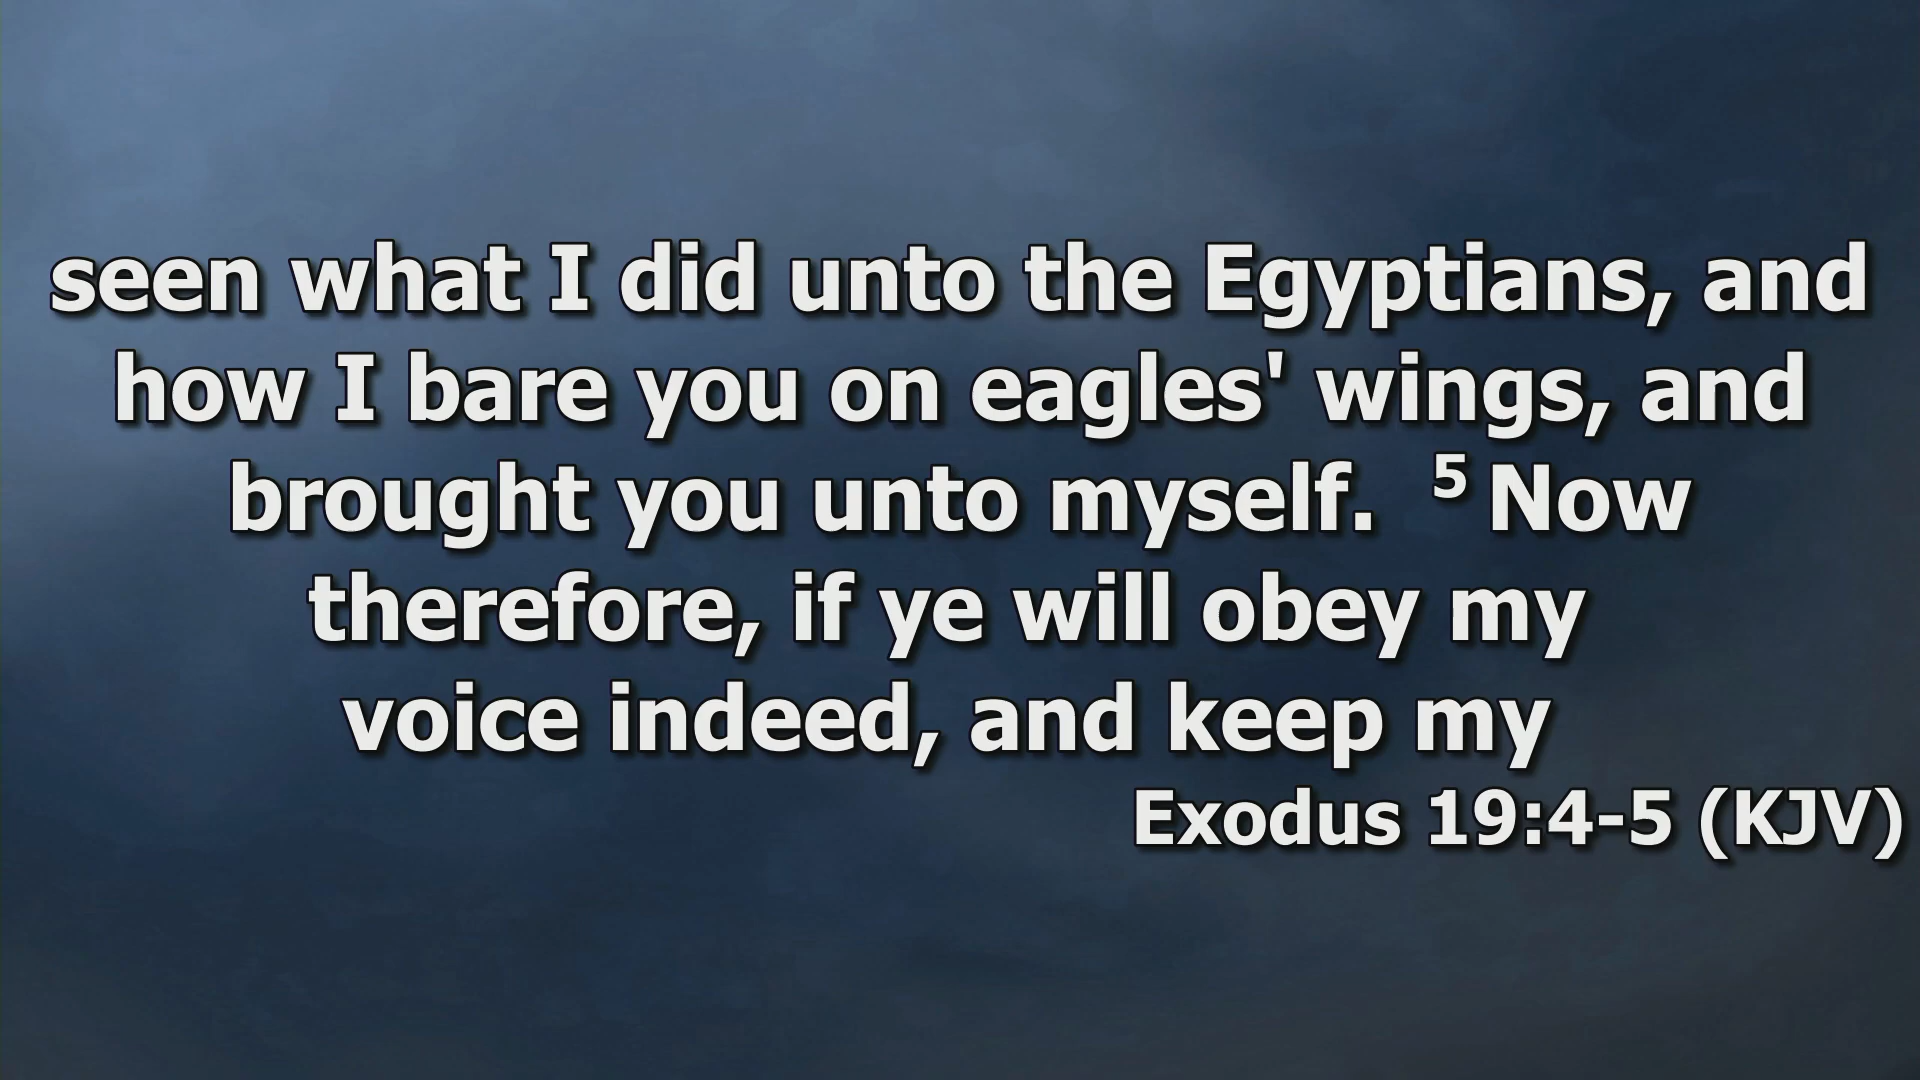 seen what I did unto the Egyptians, and
how I bare you on eagles' wings, and
brought you unto myself. 5 Now
therefore, if ye will obey my
voice indeed, and keep my
Exodus 19:4-5 (KJV)